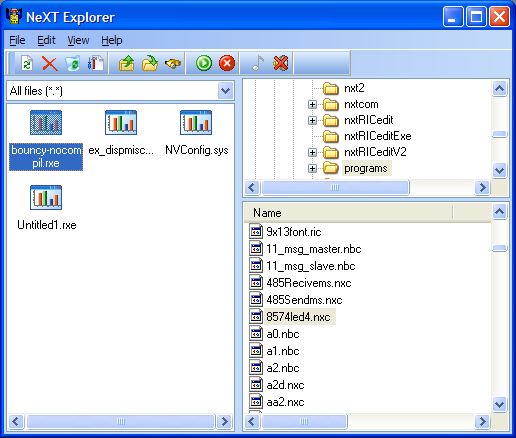 NeXT Explorer
File Edit View Help
All files (*.*)
bouncy-nocom
pil.rxe
ex_dispmisc...
NVConfig.sys
Untitled1.rxe
nxt2
nxtcom
nxtRICedit
nxtRICeditExe
nxtRICeditV2
programs
Name
9x13font.ric
11_msg_master.nbc
11_msg_slave.nbc
485Recivems.nxc
485Sendms.nxc
8574led4.nxc
a0.nbc
a1.nbc
a2.nbc
a2d.nxc
aa2.nxc